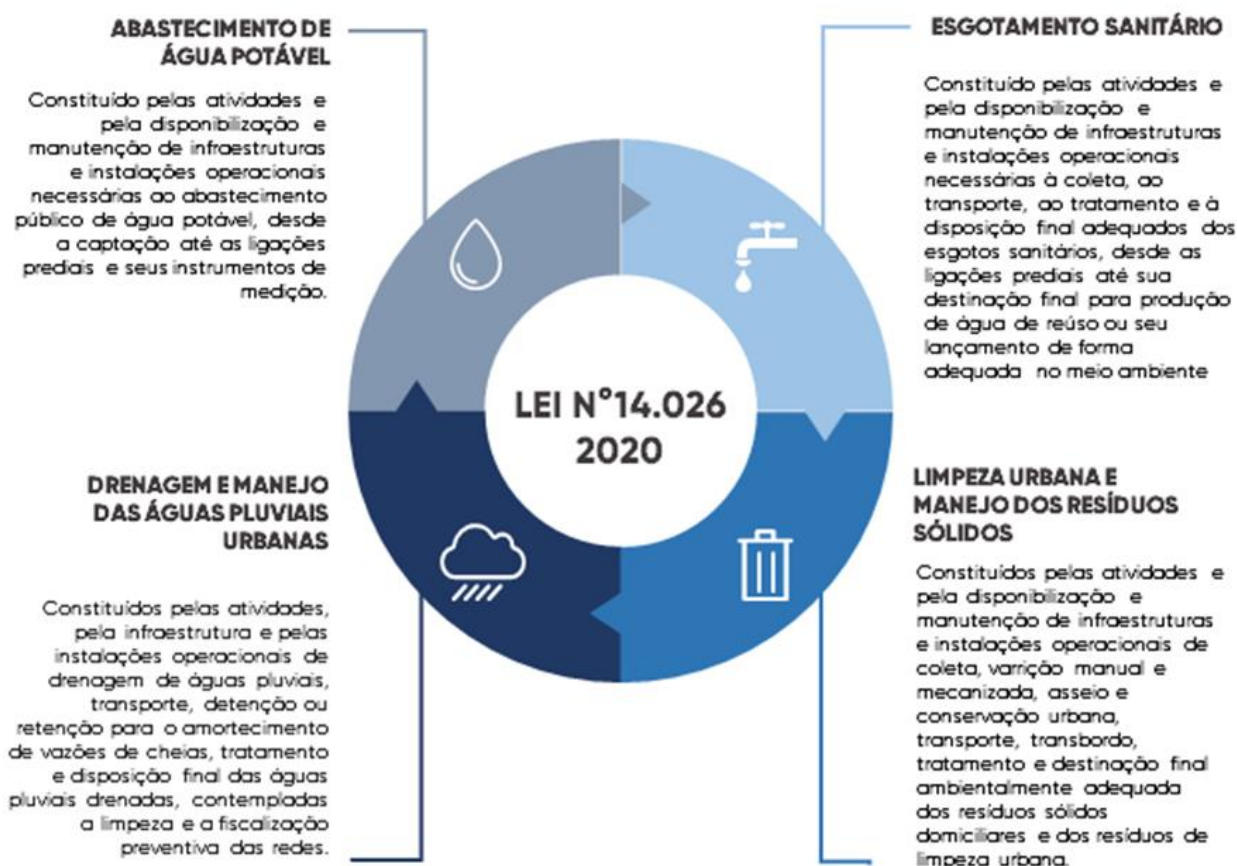 ABASTECIMENTO DE
ÁGUA POTÁVEL
Constituído pelas atividades e
pela disponibilização e
manutenção de infraestruturas
e instalações operacionais
necessárias ao abastecimento
público de água potável, desde
a captação até as ligações
prediais e seus instrumentos de
medição.
ESGOTAMENTO SANITÁRIO
Constituído pelas atividades e
pela disponibilização e
manutenção de infraestruturas
e instalações operacionais
necessárias à coleta, ao
transporte, ao tratamento e à
disposição final adequados dos
esgotos sanitários, desde as
ligações prediais até sua
destinação final para produção
de água de reúso ou seu
lançamento de forma
adequada no meio ambiente
LEI N°14.026
2020
DRENAGEM E MANEJO
DAS ÁGUAS PLUVIAIS
URBANAS
Constituídos pelas atividades,
pela infraestrutura e pelas
instalações operacionais de
drenagem de águas pluviais,
transporte, detenção ou
retenção para o amortecimento
de vazões de cheias, tratamento
e disposição final das águas
pluviais drenadas, contempladas
a limpeza e a fiscalização
preventiva das redes.
LIMPEZA URBANA E
MANEJO DOS RESÍDUOS
SÓLIDOS
Constituídos pelas atividades e
pela disponibilização e
manutenção de infraestruturas
e instalações operacionais de
coleta, varrição manual e
mecanizada, asseio e
conservação urbana,
transporte, transbordo,
tratamento e destinação final
ambientalmente adequada
dos resíduos sólidos
domiciliares e dos resíduos de
limpeza urbana.